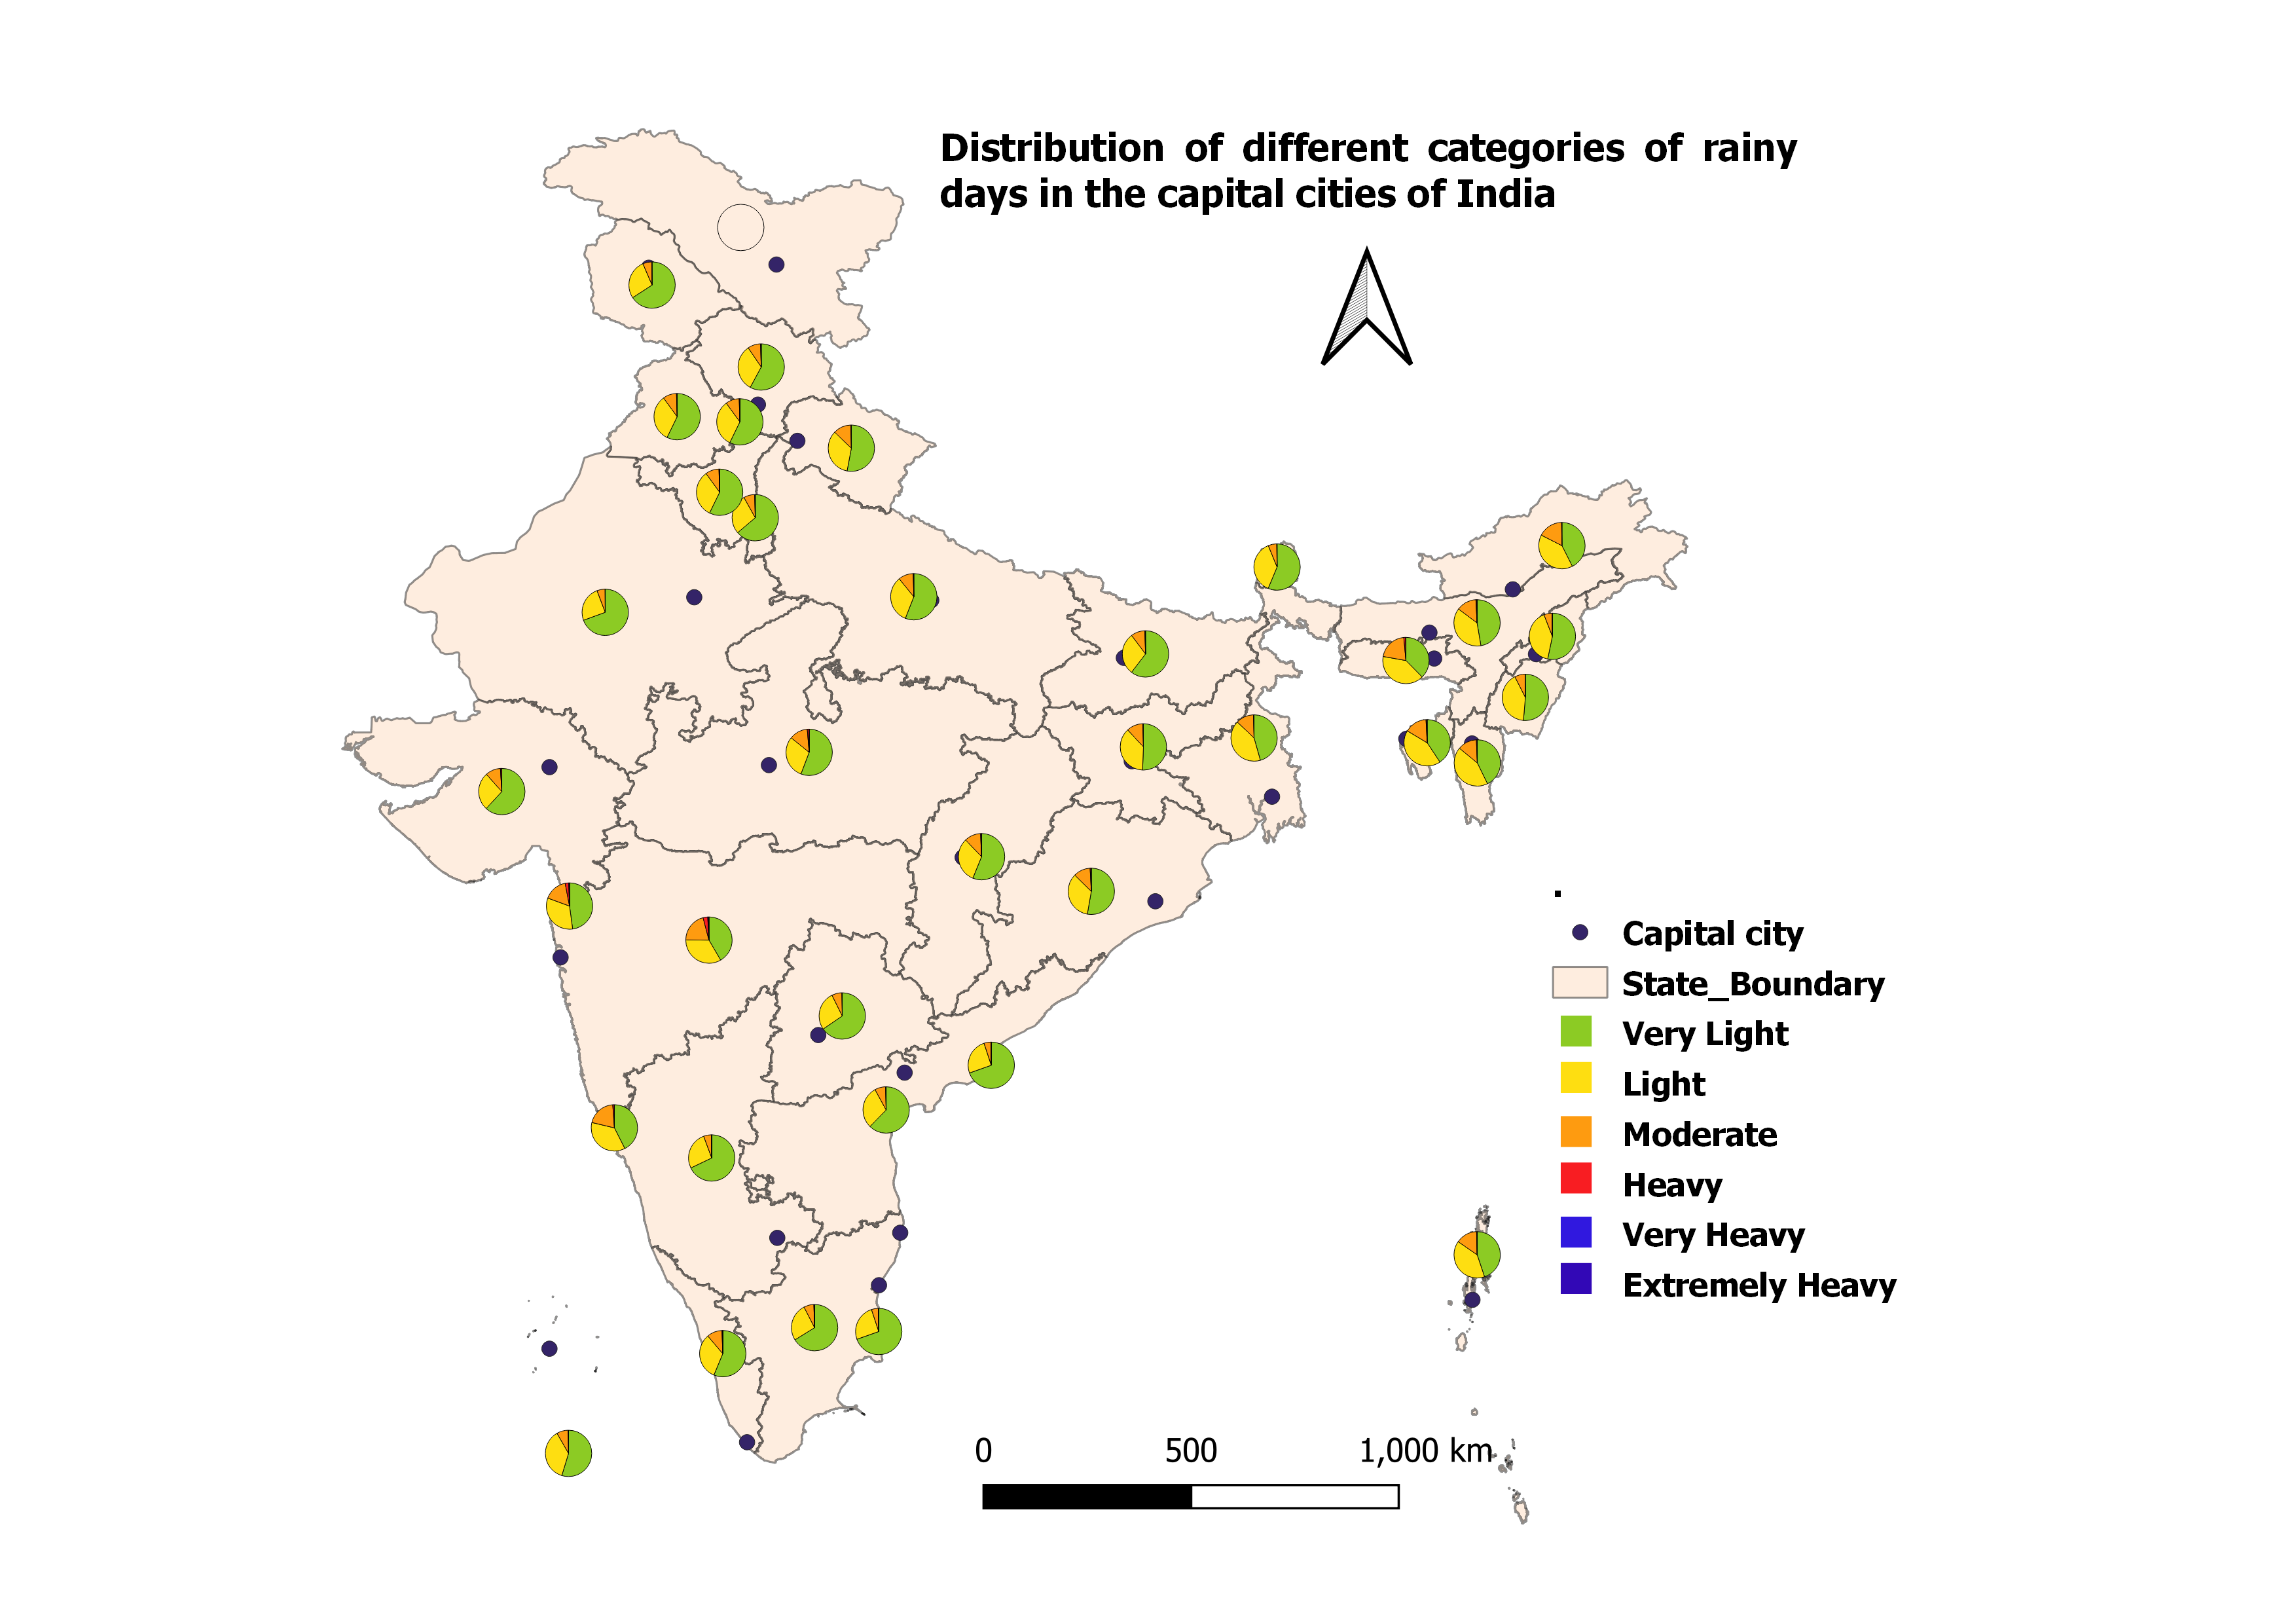 Distribution of different categories of rainy
days in the capital cities of India
.
Capital city
State_Boundary
Very Light
Light
Moderate
Heavy
Very Heavy
Extremely Heavy
0 500 1,000 km